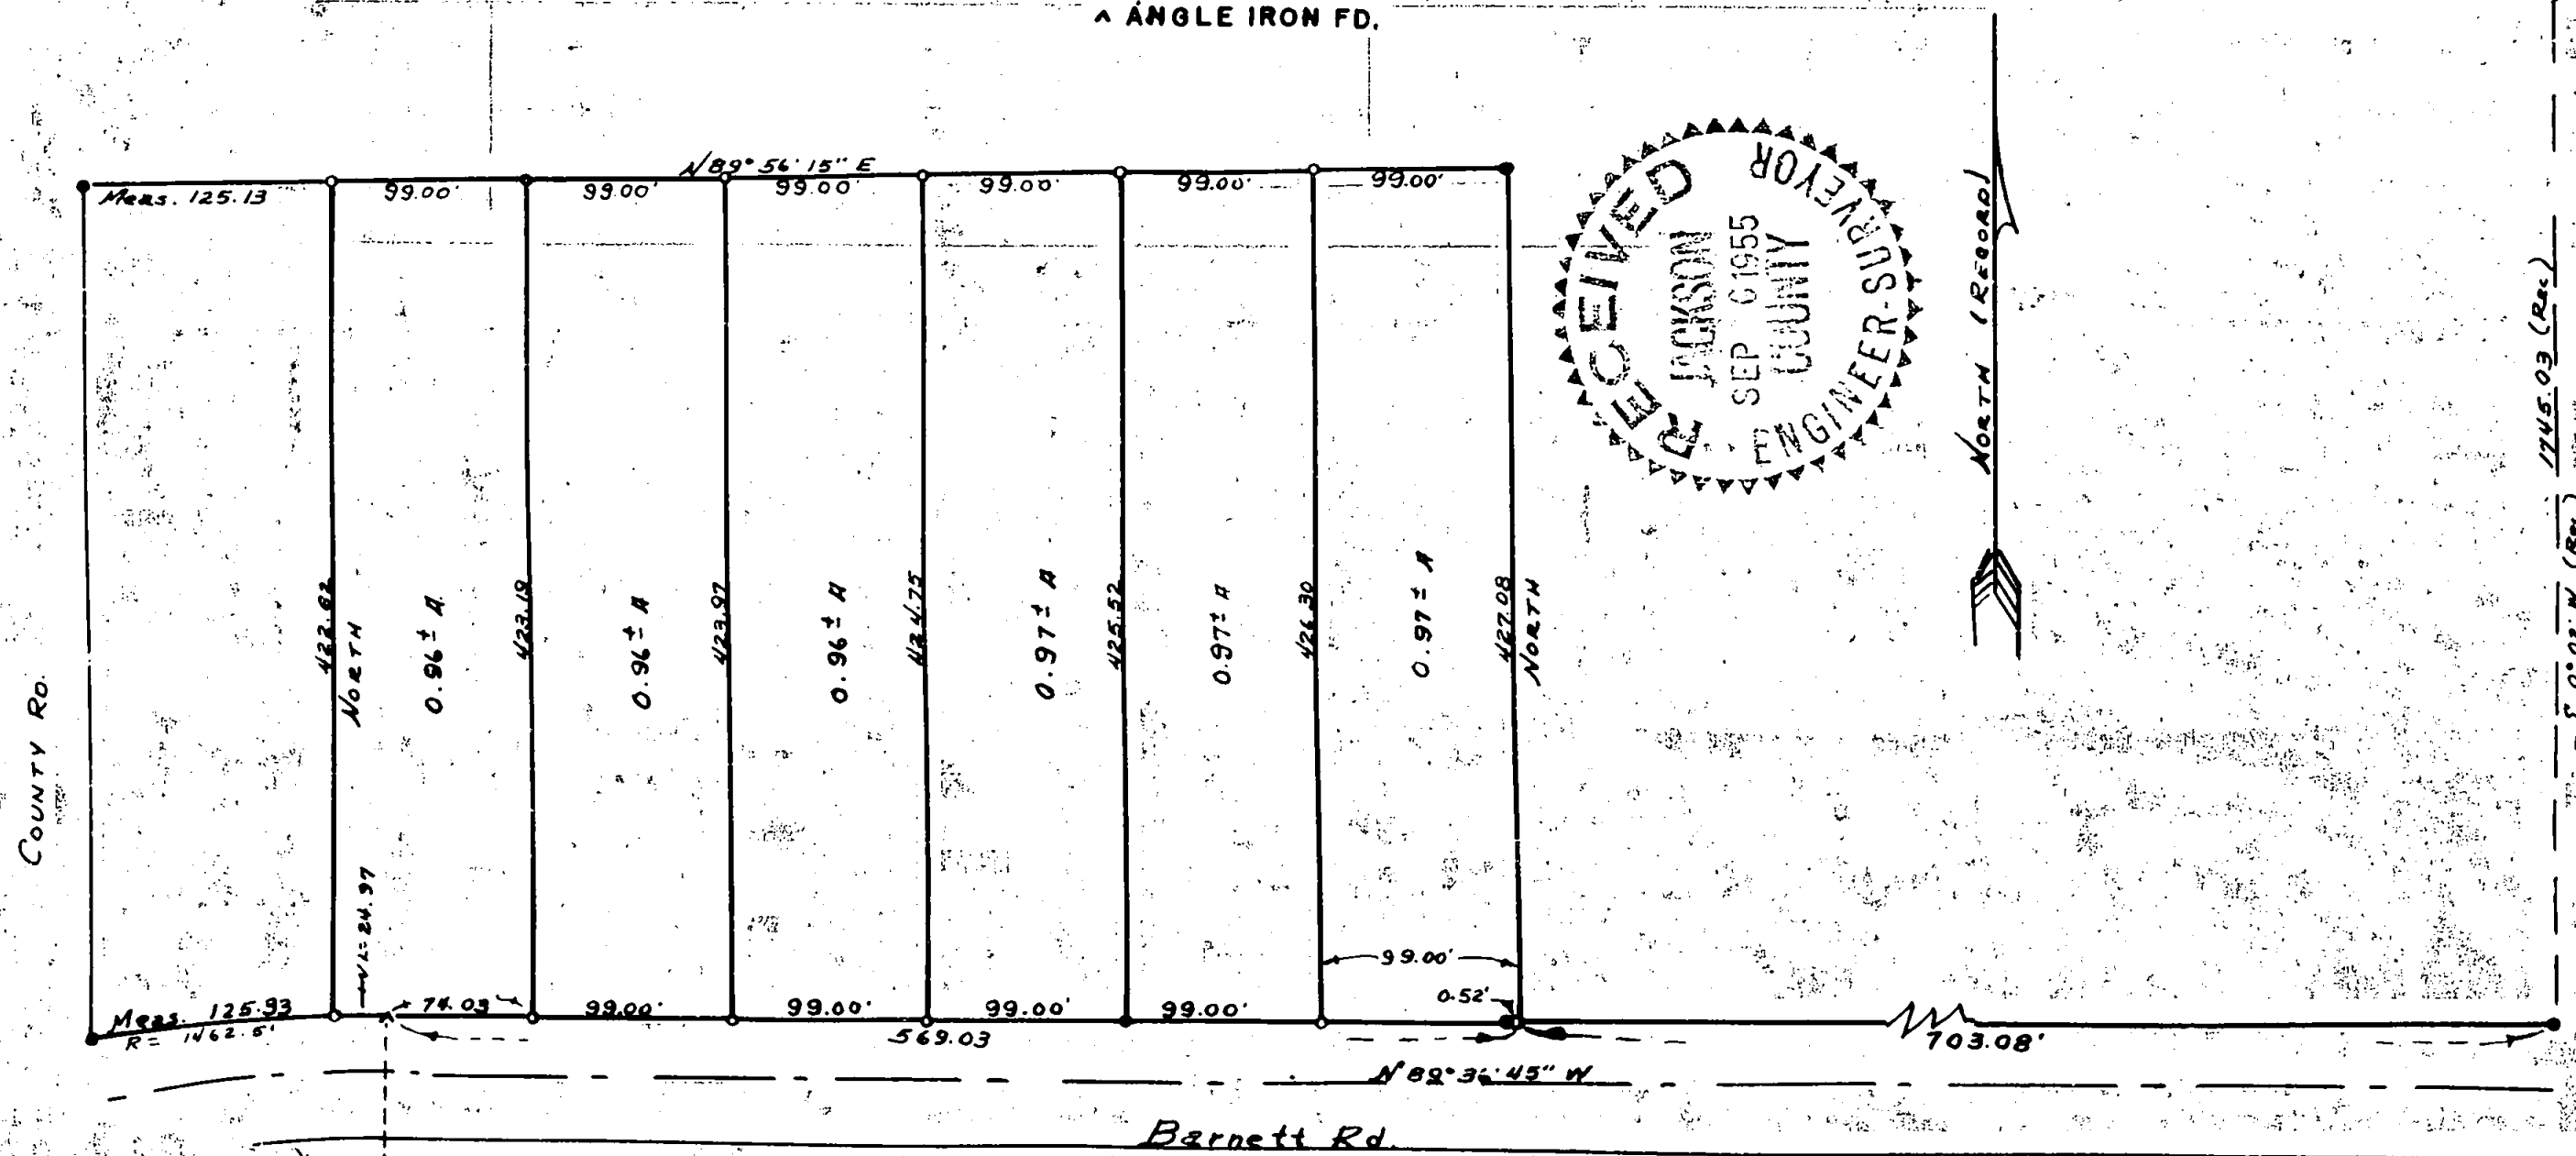 ^ ANGLE IRON FD.
N89° 56' 15" E
Meas. 125.13
99.00'
99.00'
99.00'
99.00'
99.00'
99.00'
RECEIVED
JACKSON
SEP 6 1955
COUNTY
ENGINEER-SURVEYOR
NORTH (RECORD)
1745.03 (Rec)
COUNTY RD.
422.82
NORTH
0.96 ± A
423.19
0.96 ± A
423.97
0.96 ± A
424.75
0.97 ± A
425.52
0.97 ± A
426.30
0.97 ± A
427.08
NORTH
L=24.97
Meas. 125.93
R= 1462.5'
74.03
99.00'
99.00'
99.00'
99.00'
99.00'
0.52'
569.03
703.08'
N 89° 36' 45" W
Barnett Rd.